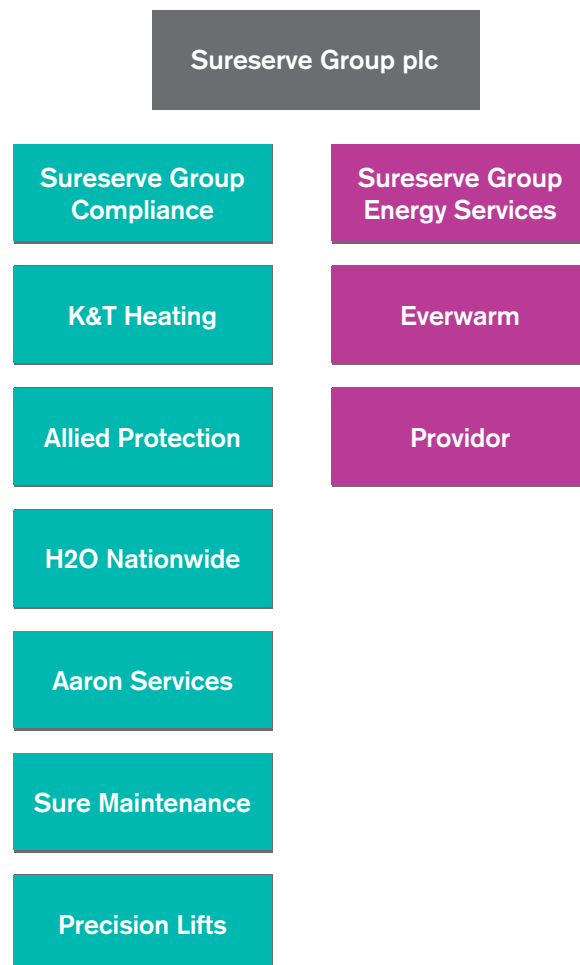 Sureserve Group plc
Sureserve Group
Compliance
K&T Heating
Allied Protection
H2O Nationwide
Aaron Services
Sure Maintenance
Precision Lifts
Sureserve Group
Energy Services
Everwarm
Providor